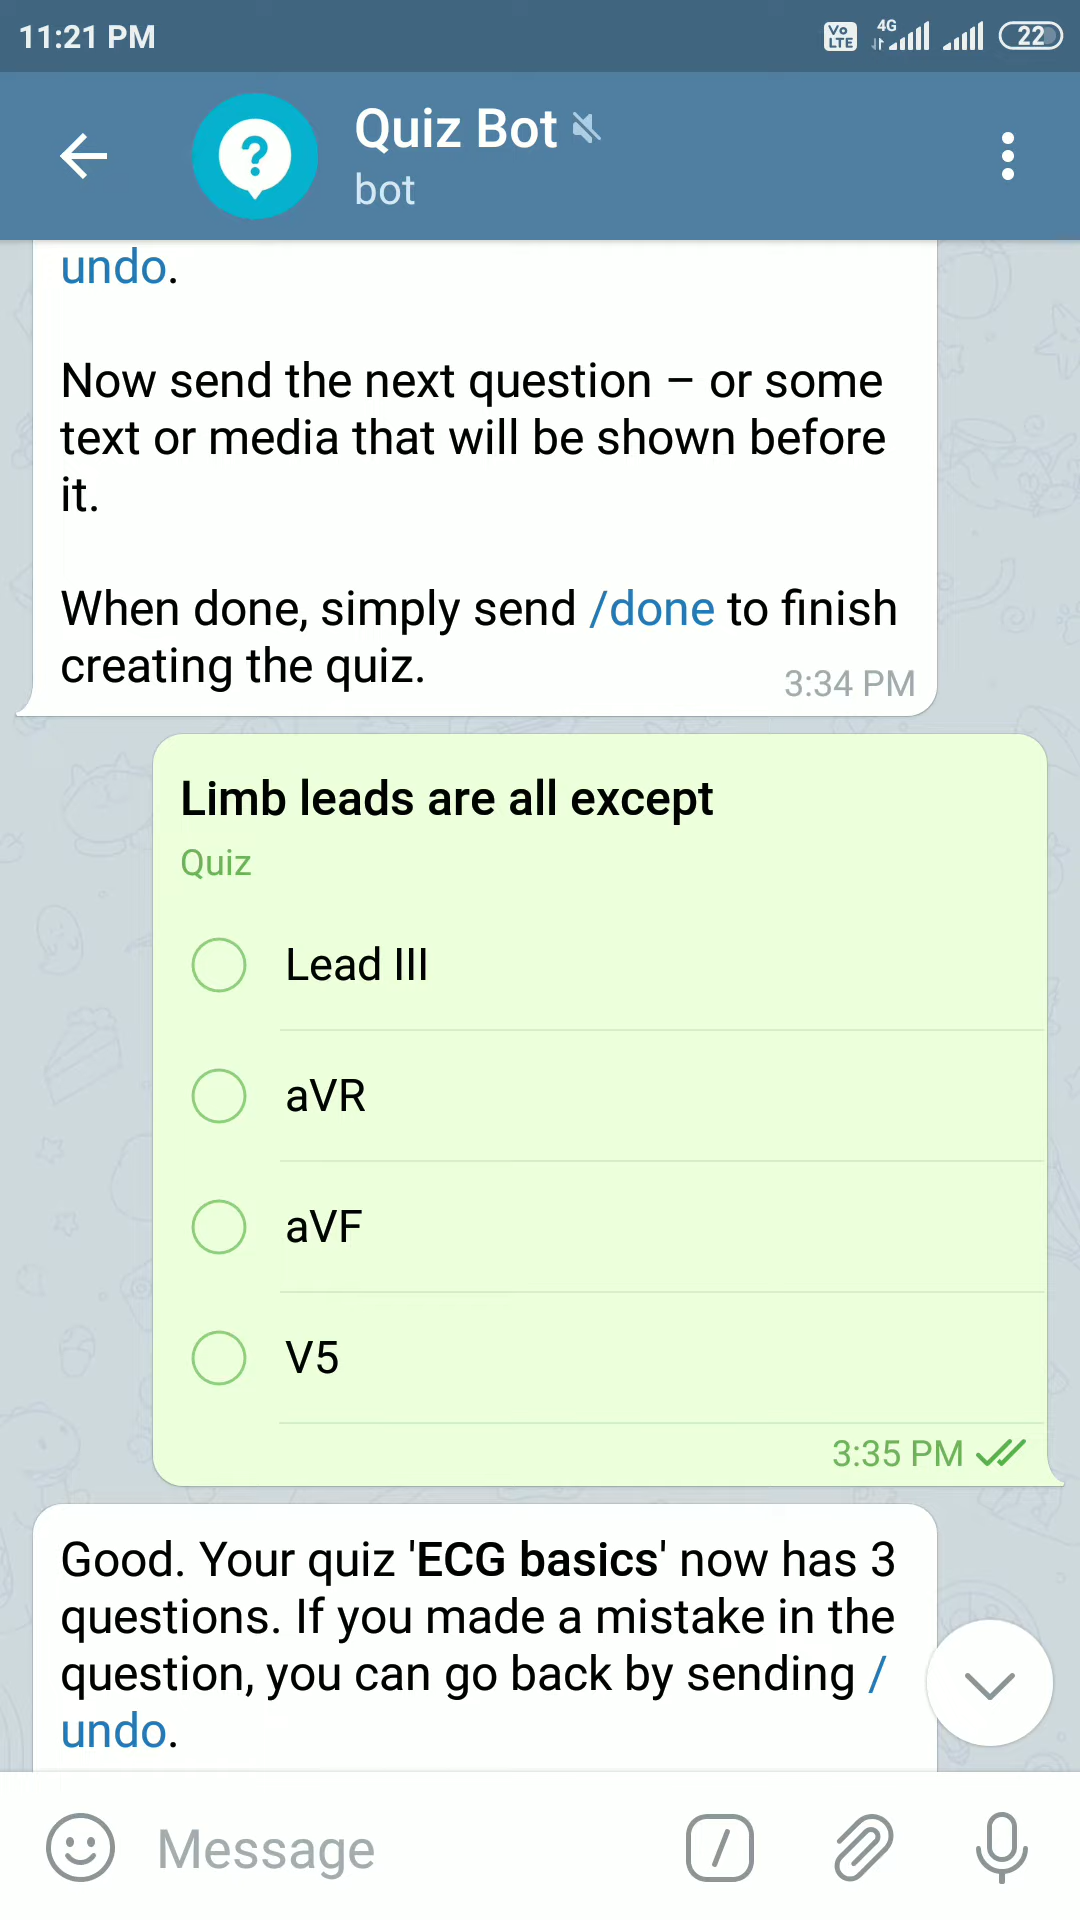 11:21 PM
Vo LTE 4G 22
Quiz Bot
bot
undo.
Now send the next question – or some
text or media that will be shown before
it.
When done, simply send /done to finish
creating the quiz.
3:34 PM
Limb leads are all except
Quiz
Lead III
aVR
aVF
V5
3:35 PM
Good. Your quiz 'ECG basics' now has 3
questions. If you made a mistake in the
question, you can go back by sending /
undo.
Message